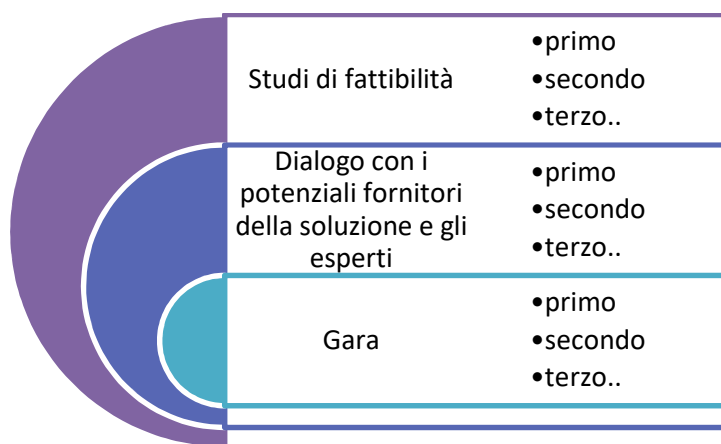 Studi di fattibilità
•primo
•secondo
•terzo..
Dialogo con i
potenziali fornitori
della soluzione e gli
esperti
•primo
•secondo
•terzo..
Gara
•primo
•secondo
•terzo..